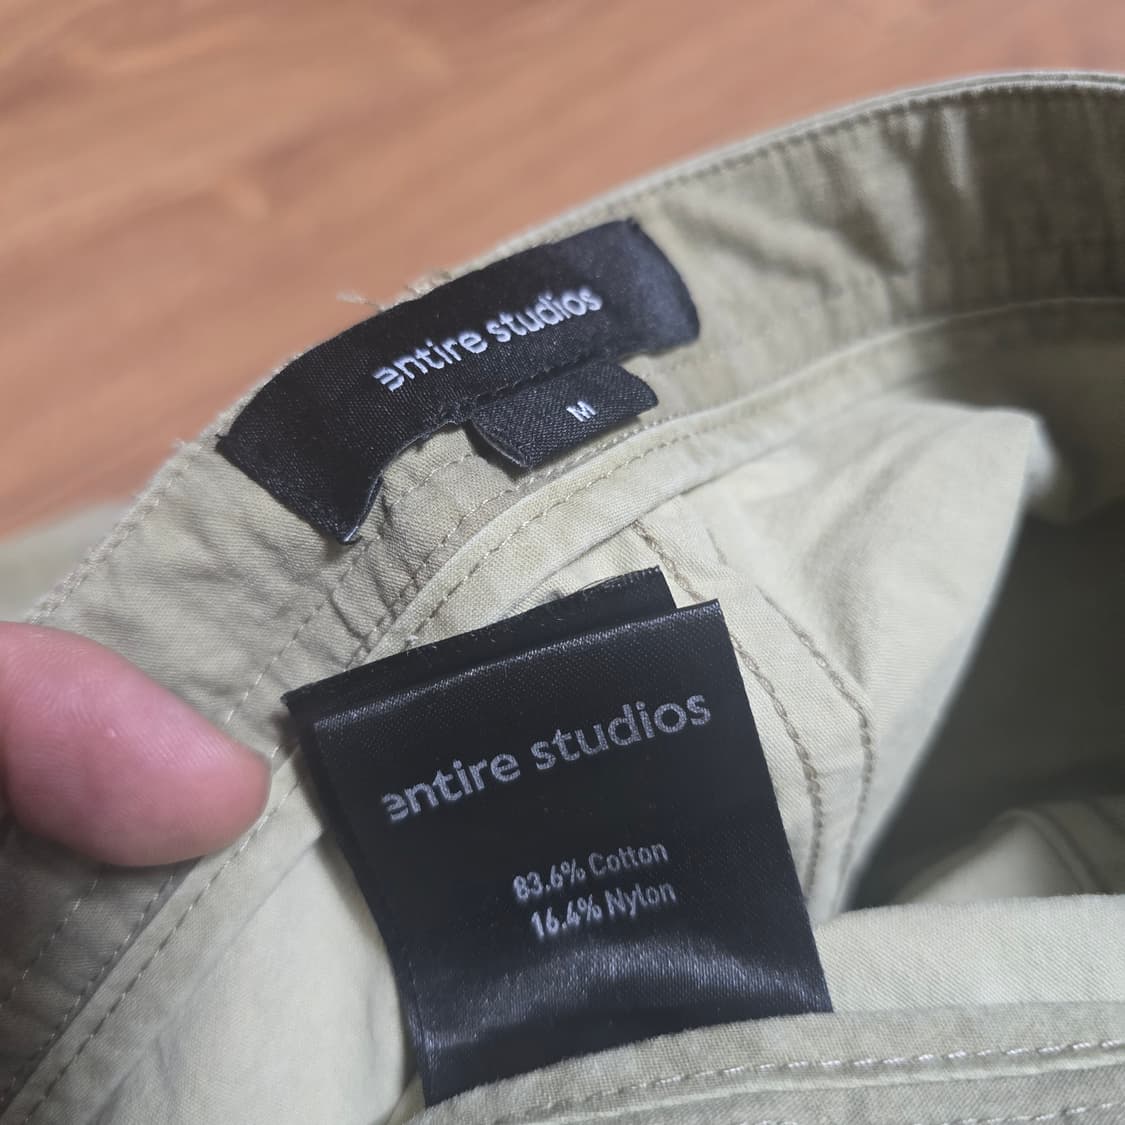 entire studios
M
entire studios
83.6% Cotton
16.4% Nylon